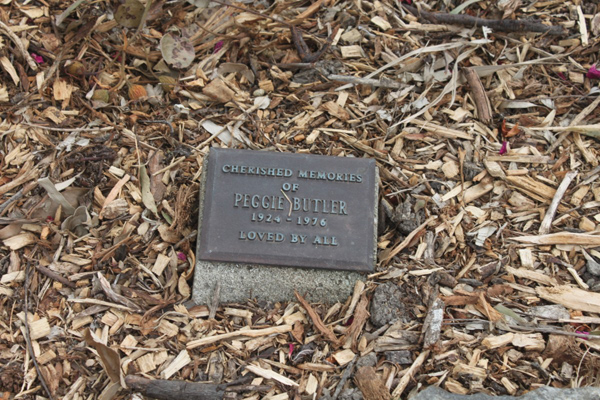 CHERISHED MEMORIES
OF
PEGGIE BUTLER
1924 - 1976
LOVED BY ALL